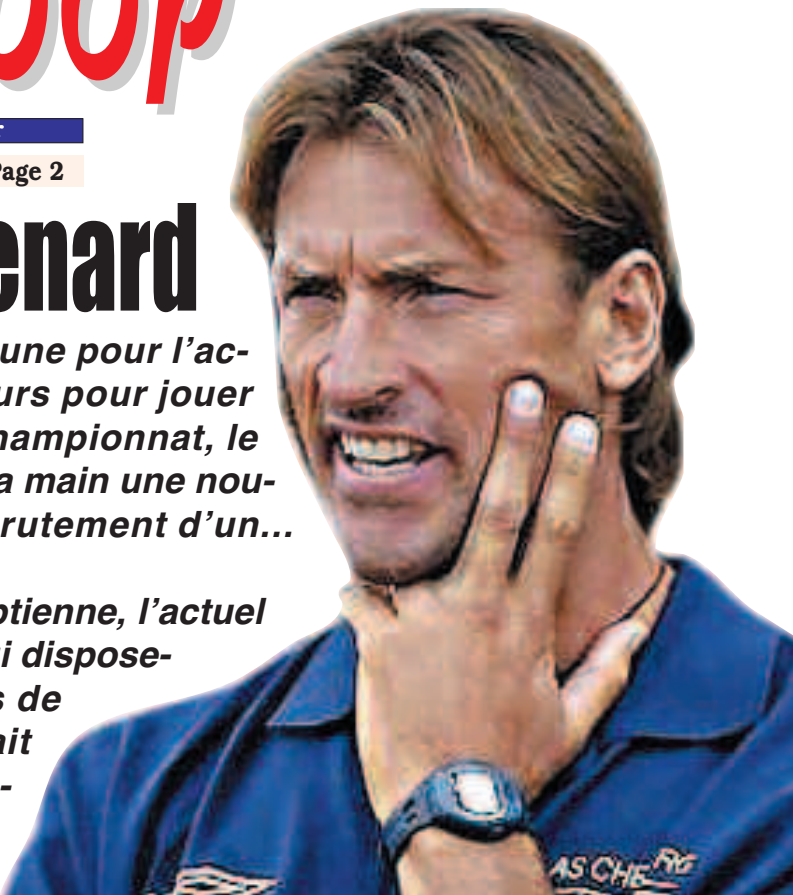 oop
r
Page 2
enard
une pour l'ac-
urs pour jouer
hampionnat, le
a main une nou-
rutement d'un...
ptienne, l'actuel
i dispose-
s de
ait
-
AS CHE